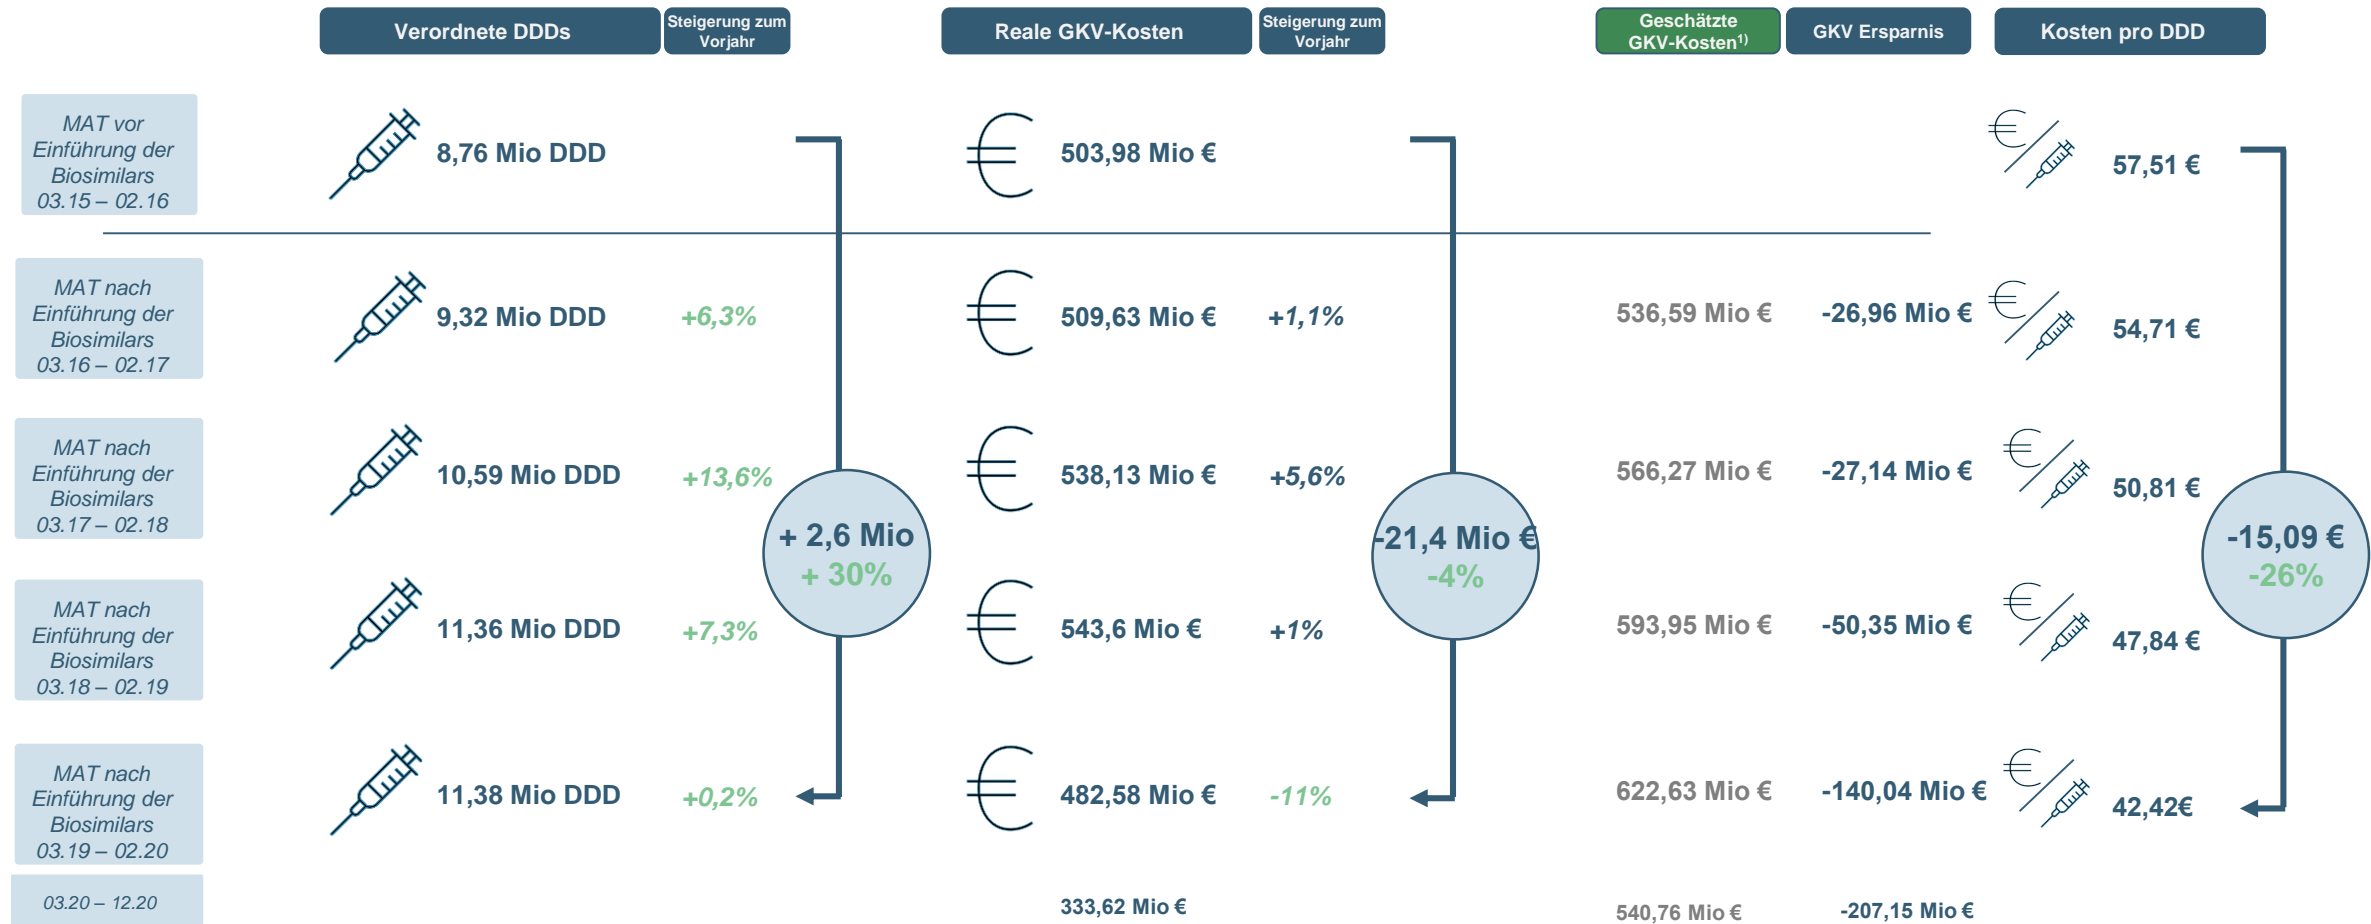 Verordnete DDDs
Steigerung zum
Vorjahr
Reale GKV-Kosten
Steigerung zum
Vorjahr
Geschätzte
GKV-Kosten1)
GKV Ersparnis
Kosten pro DDD
MAT vor
Einführung der
Biosimilars
03.15 – 02.16
8,76 Mio DDD
503,98 Mio €
57,51 €
MAT nach
Einführung der
Biosimilars
03.16 – 02.17
9,32 Mio DDD
+6,3%
509,63 Mio €
+1,1%
536,59 Mio €
-26,96 Mio €
54,71 €
MAT nach
Einführung der
Biosimilars
03.17 – 02.18
10,59 Mio DDD
+13,6%
538,13 Mio €
+5,6%
566,27 Mio €
-27,14 Mio €
50,81 €
+ 2,6 Mio
+ 30%
-21,4 Mio €
-4%
-15,09 €
-26%
MAT nach
Einführung der
Biosimilars
03.18 – 02.19
11,36 Mio DDD
+7,3%
543,6 Mio €
+1%
593,95 Mio €
-50,35 Mio €
47,84 €
MAT nach
Einführung der
Biosimilars
03.19 – 02.20
11,38 Mio DDD
+0,2%
482,58 Mio €
-11%
622,63 Mio €
-140,04 Mio €
42,42€
03.20 – 12.20
333,62 Mio €
540,76 Mio €
-207,15 Mio €